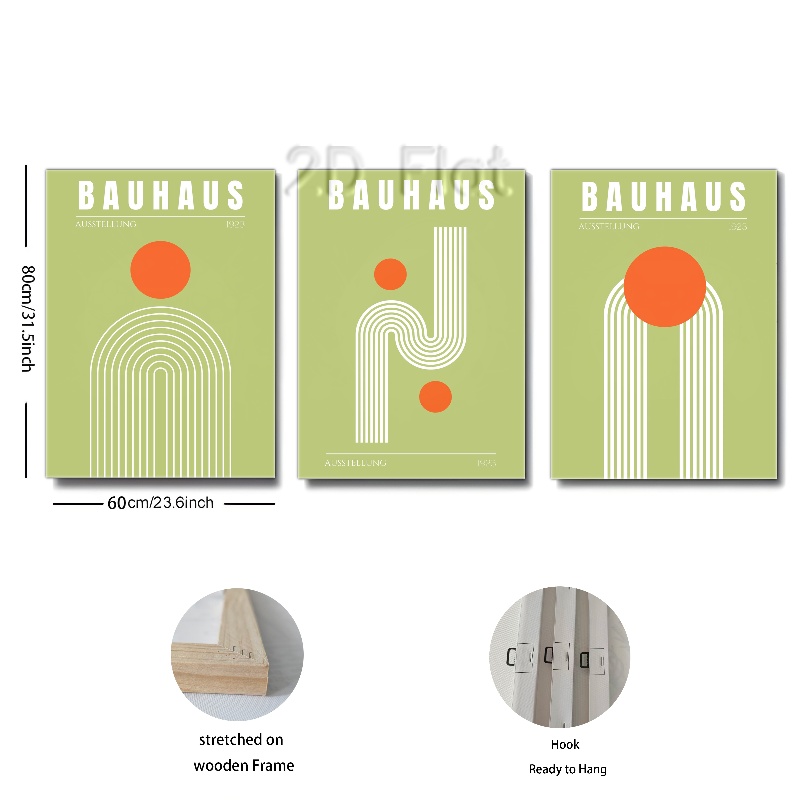 2D Flat
BAUHAUS
AUSSTELLUNG 1923
BAUHAUS
AUSSTELLUNG 1923
BAUHAUS
AUSSTELLUNG 1923
80cm/31.5inch
60cm/23.6inch
stretched on
wooden Frame
Hook
Ready to Hang